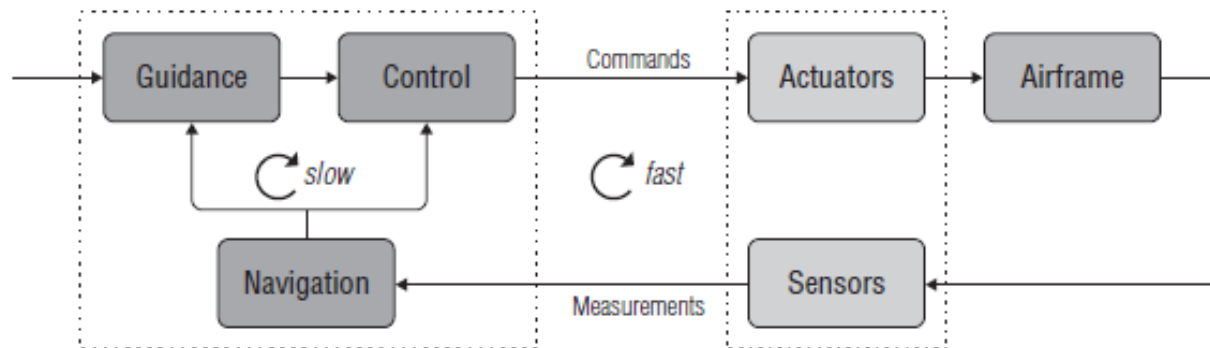 Guidance
Control
Commands
Actuators
Airframe
slow
fast
Navigation
Measurements
Sensors